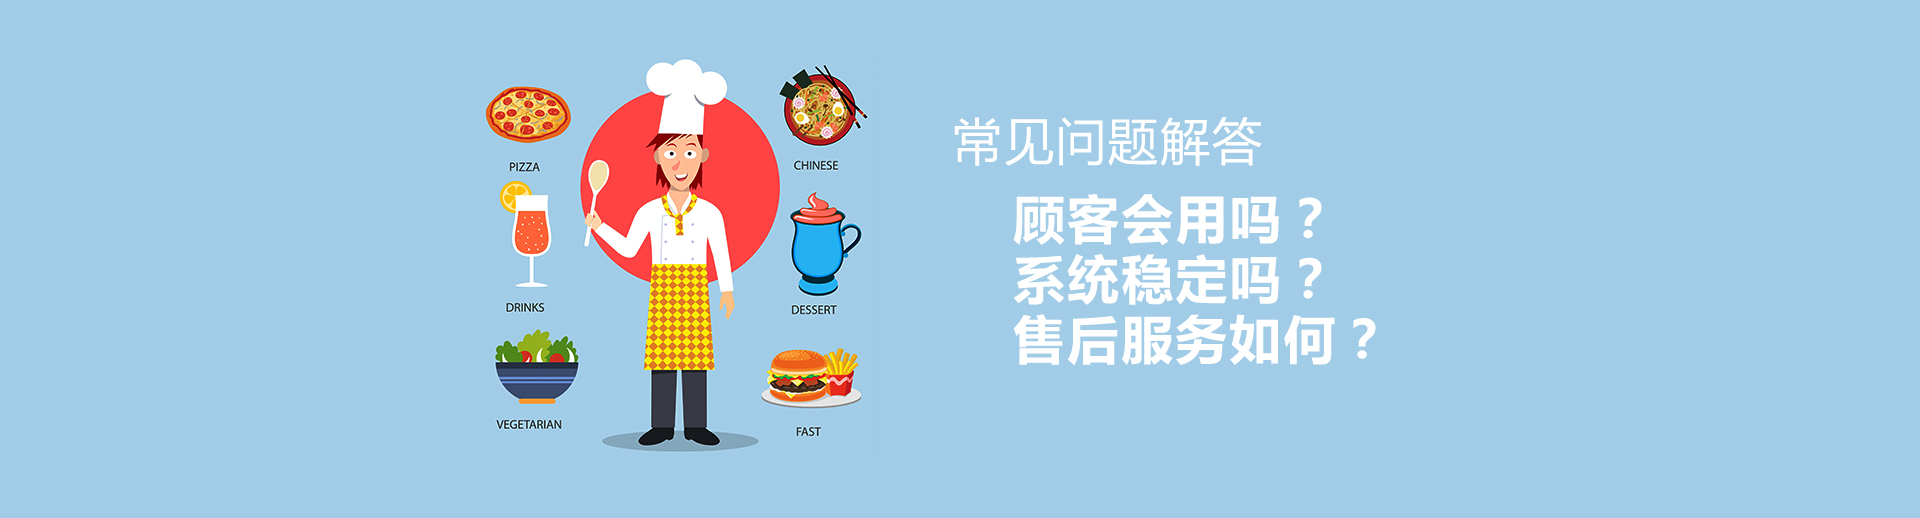 PIZZA
CHINESE
DRINKS
DESSERT
VEGETARIAN
FAST
常见问题解答
顾客会用吗？
系统稳定吗？
售后服务如何？